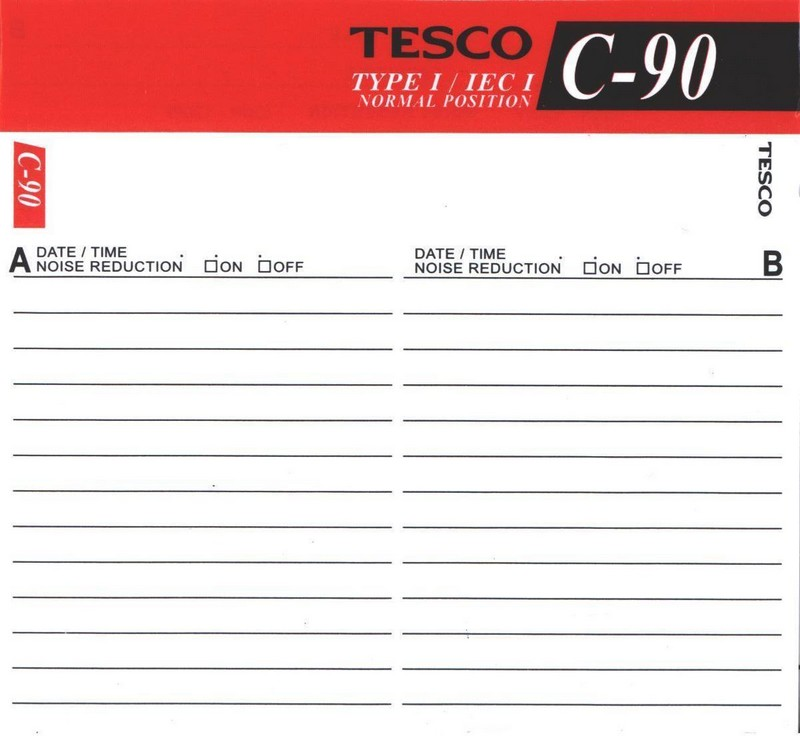 TESCO
TYPE I / IEC I
NORMAL POSITION
C-90
C-90
TESCO
A
DATE / TIME
NOISE REDUCTION ON OFF
DATE / TIME
NOISE REDUCTION ON OFF
B